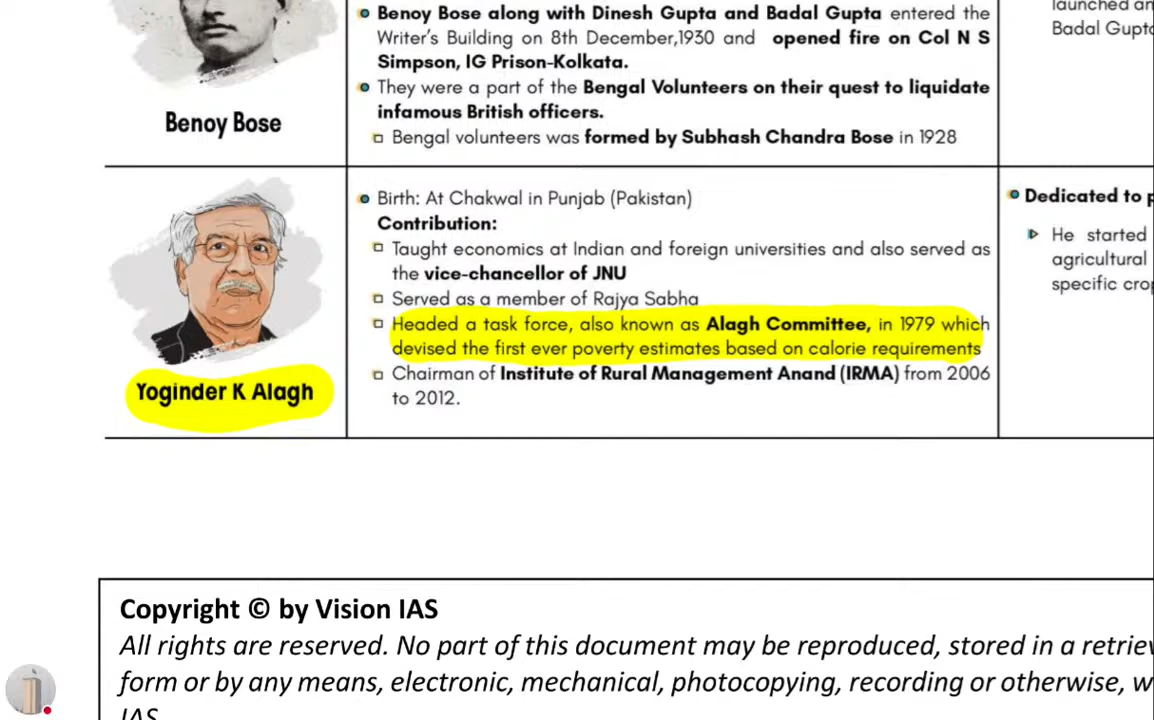 Benoy Bose along with Dinesh Gupta and Badal Gupta entered the
Writer's Building on 8th December,1930 and opened fire on Col N S
Simpson, IG Prison-Kolkata.
They were a part of the Bengal Volunteers on their quest to liquidate
infamous British officers.
Bengal volunteers was formed by Subhash Chandra Bose in 1928
Benoy Bose
launched
Badal
Birth: At Chakwal in Punjab (Pakistan)
Contribution:
Taught economics at Indian and foreign universities and also served as
the vice-chancellor of JNU
Served as a member of Rajya Sabha
Headed a task force, also known as Alagh Committee, in 1979 which
devised the first ever poverty estimates based on calorie requirements
Chairman of Institute of Rural Management Anand (IRMA) from 2006
to 2012.
Yoginder K Alagh
Dedicated to
He started
agricultural
specific
Copyright © by Vision IAS
All rights are reserved. No part of this document may be reproduced, stored in a
form or by any means, electronic, mechanical, photocopying, recording or otherwise,
IAS